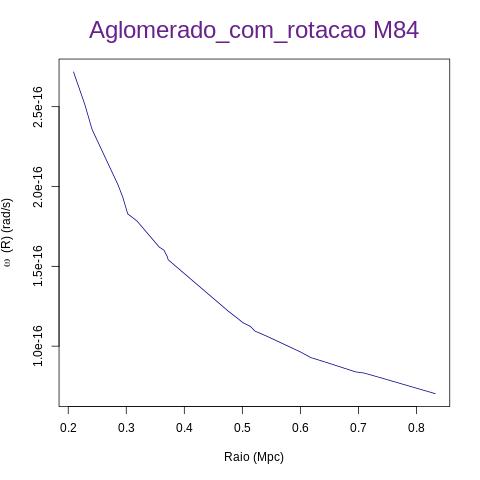 Aglomerado_com_rotacao M84
2.5e-16
2.0e-16
1.5e-16
1.0e-16
ω (R) (rad/s)
0.2 0.3 0.4 0.5 0.6 0.7 0.8
Raio (Mpc)